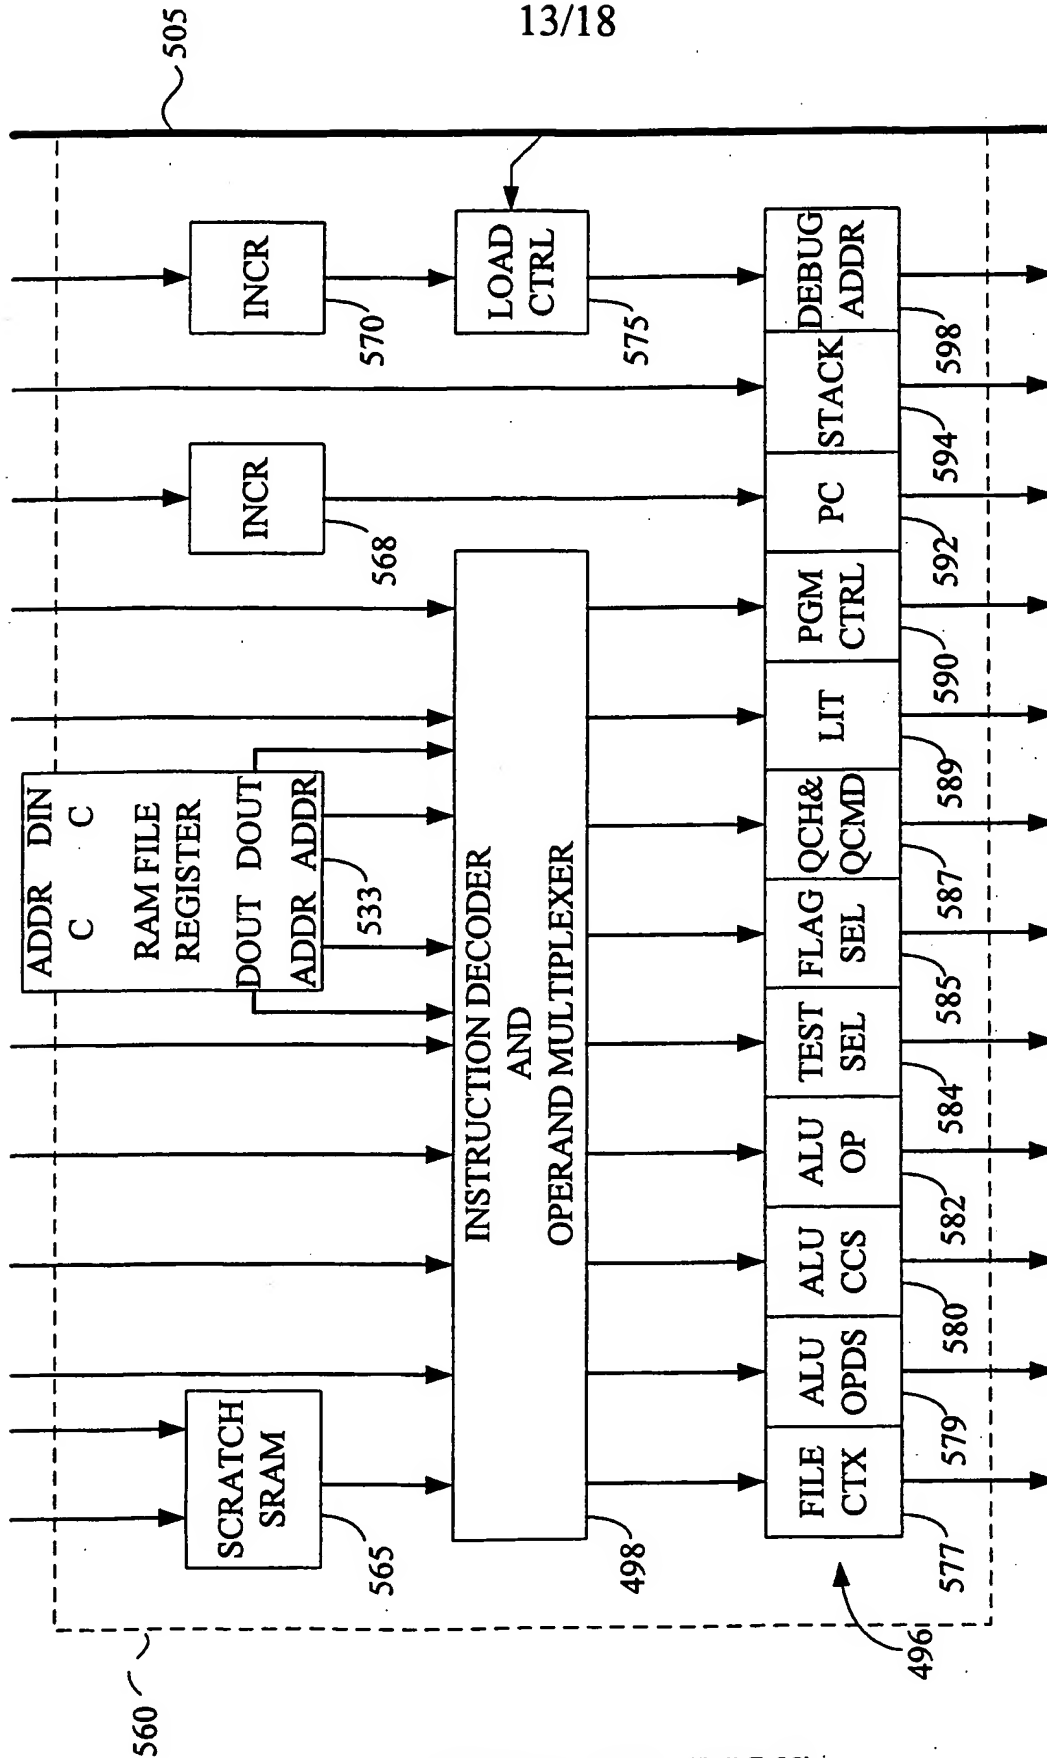 13/18
560
505
SCRATCH
SRAM
565
ADDR DIN
C C
RAM FILE
REGISTER
DOUT DOUT
ADDR ADDR
533
INCR
568
INCR
570
INSTRUCTION DECODER
AND
OPERAND MULTIPLEXER
498
LOAD
CTRL
575
496
FILE
CTX
577
ALU
OPDS
579
ALU
CCS
580
ALU
OP
582
TEST
SEL
584
FLAG
SEL
585
QCH&
QCMD
587
LIT
589
PGM
CTRL
590
PC
592
STACK
594
DEBUG
ADDR
598